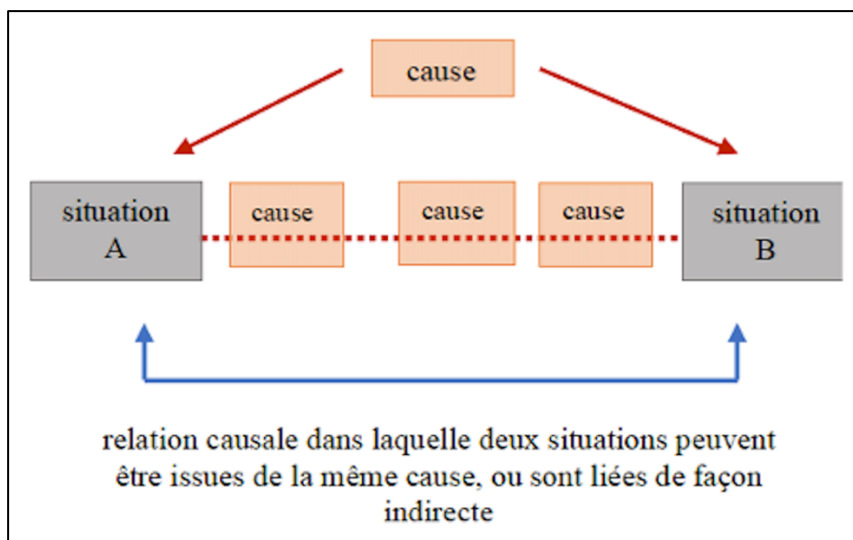 cause
situation
A
cause
cause
cause
situation
B
relation causale dans laquelle deux situations peuvent
être issues de la même cause, ou sont liées de façon
indirecte